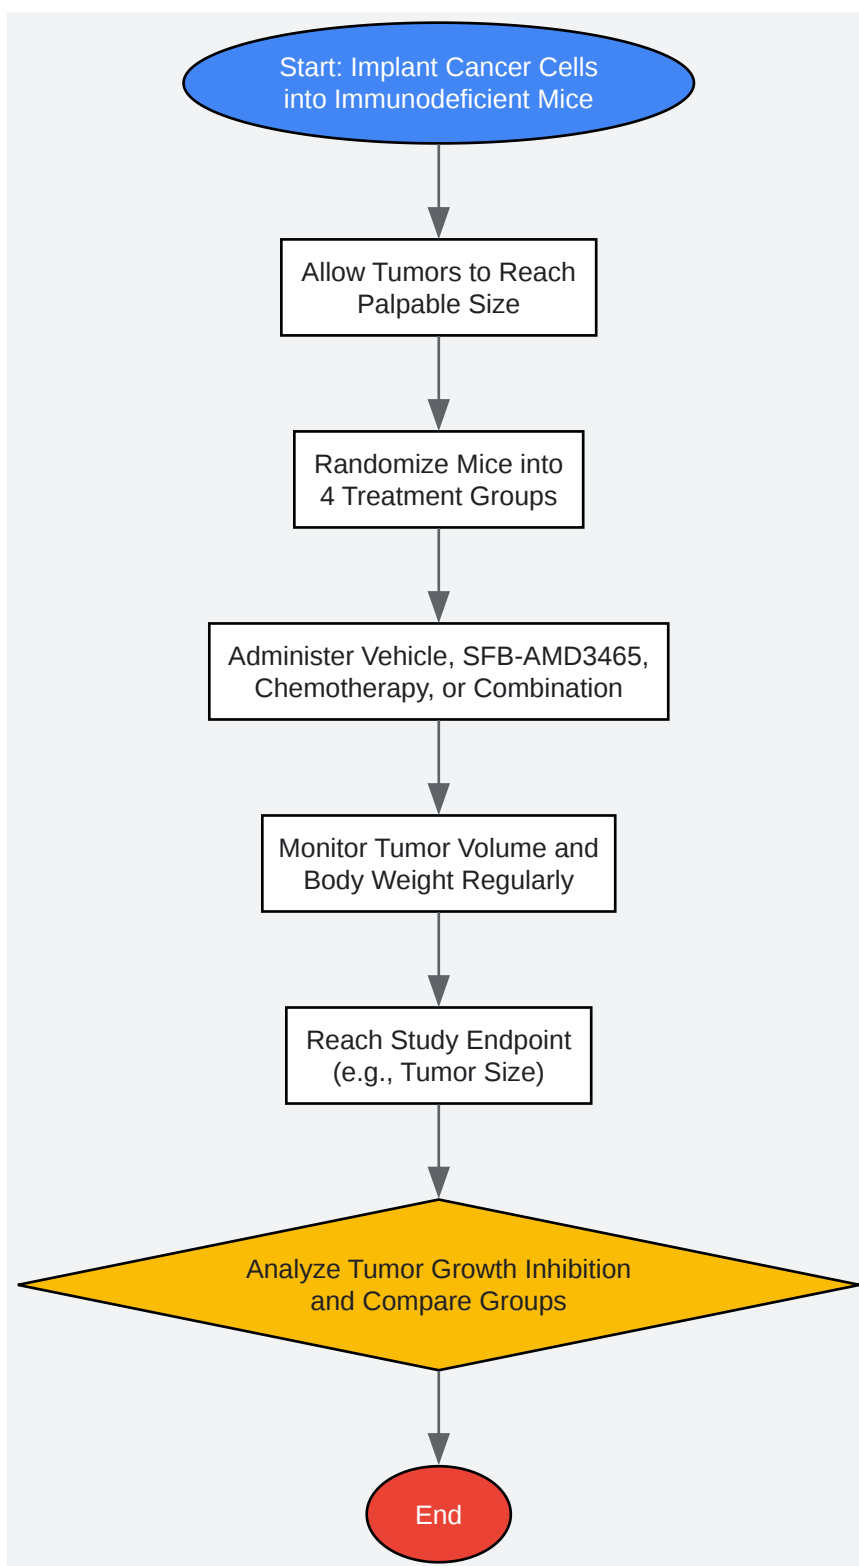 Start: Implant Cancer Cells
into Immunodeficient Mice
Allow Tumors to Reach
Palpable Size
Randomize Mice into
4 Treatment Groups
Administer Vehicle, SFB-AMD3465,
Chemotherapy, or Combination
Monitor Tumor Volume and
Body Weight Regularly
Reach Study Endpoint
(e.g., Tumor Size)
Analyze Tumor Growth Inhibition
and Compare Groups
End